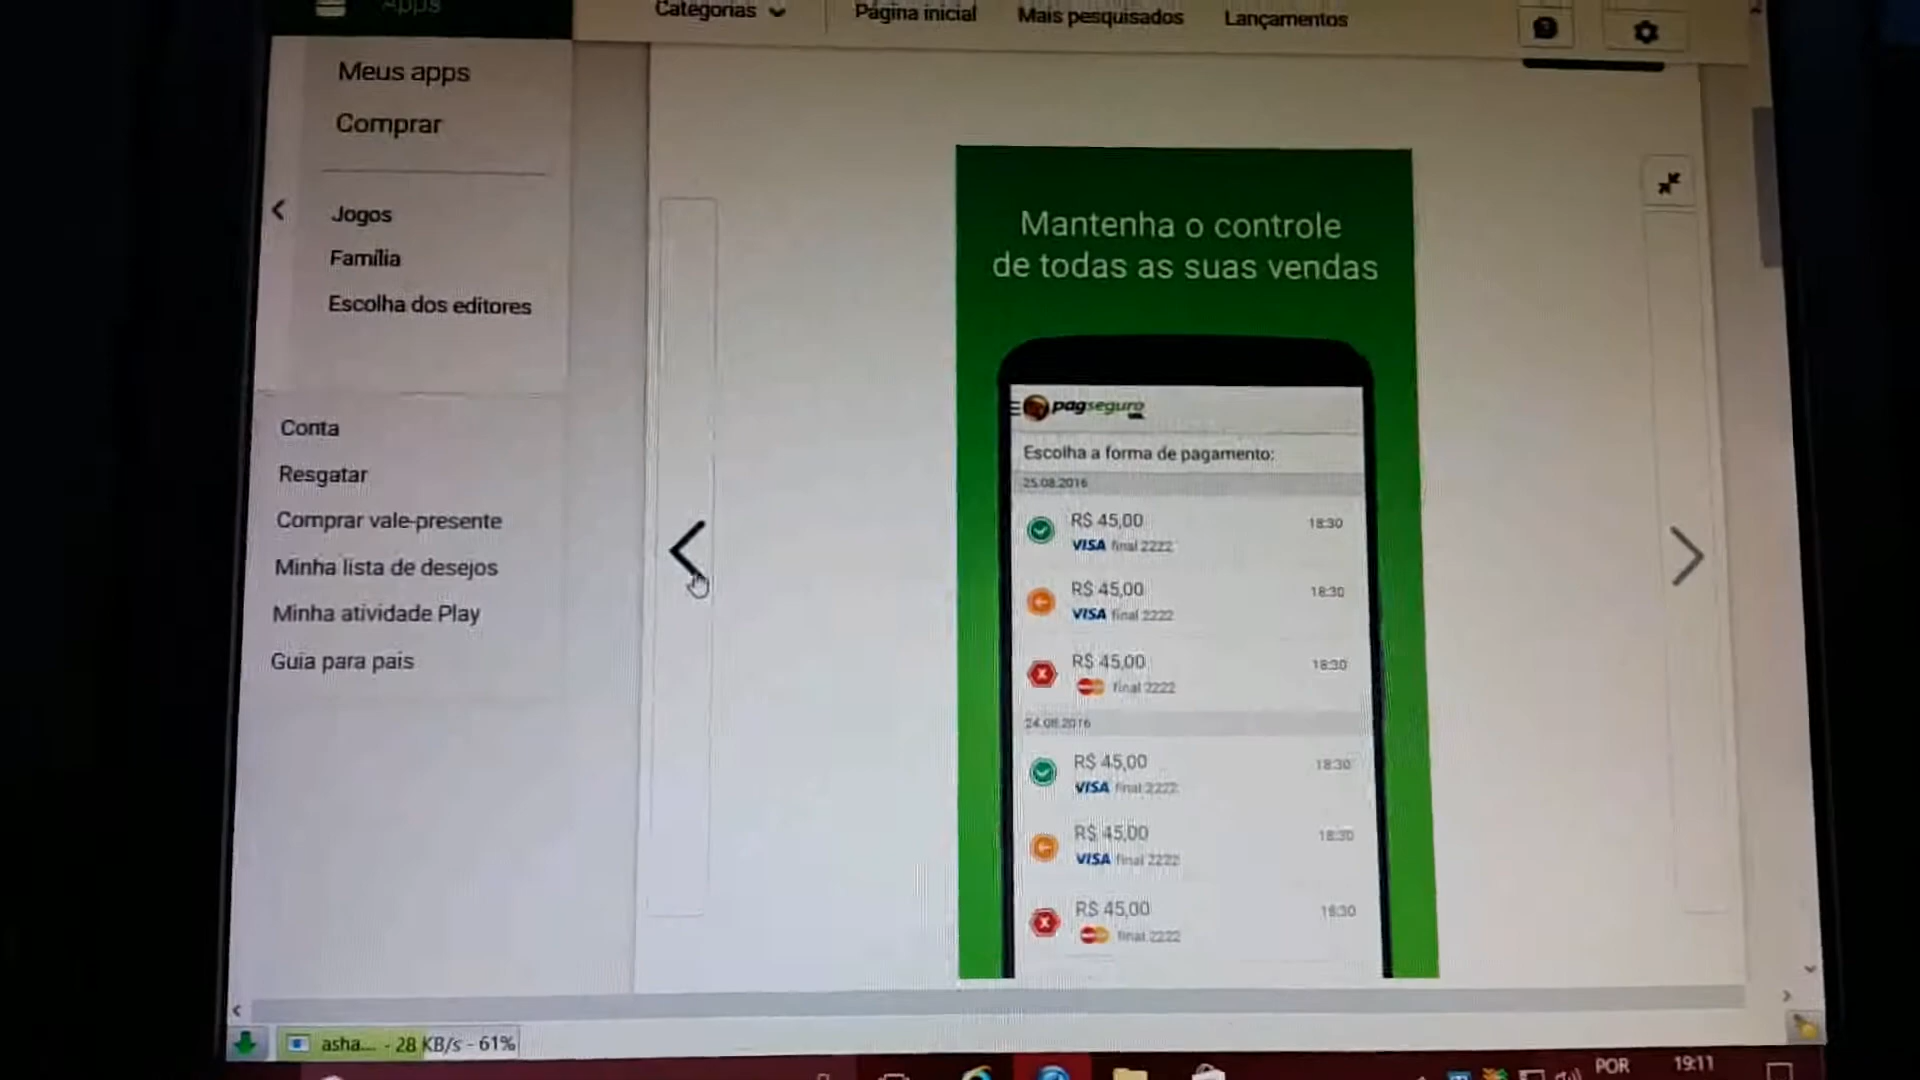 Apps
Categorias
Página inicial
Mais pesquisados
Lançamentos
Meus apps
Comprar
Jogos
Família
Escolha dos editores
Conta
Resgatar
Comprar vale-presente
Minha lista de desejos
Minha atividade Play
Guia para pais
Mantenha o controle
de todas as suas vendas
pagseguro
Escolha a forma de pagamento:
25.08.2016
R$ 45,00 18:30
VISA final 2222
R$ 45,00 18:30
VISA final 2222
R$ 45,00 18:30
final 2222
24.08.2016
R$ 45,00 18:30
VISA final 2222
R$ 45,00 18:30
VISA final 2222
R$ 45,00 18:30
final 2222
asha... - 28 KB/s - 61%
POR
19:11